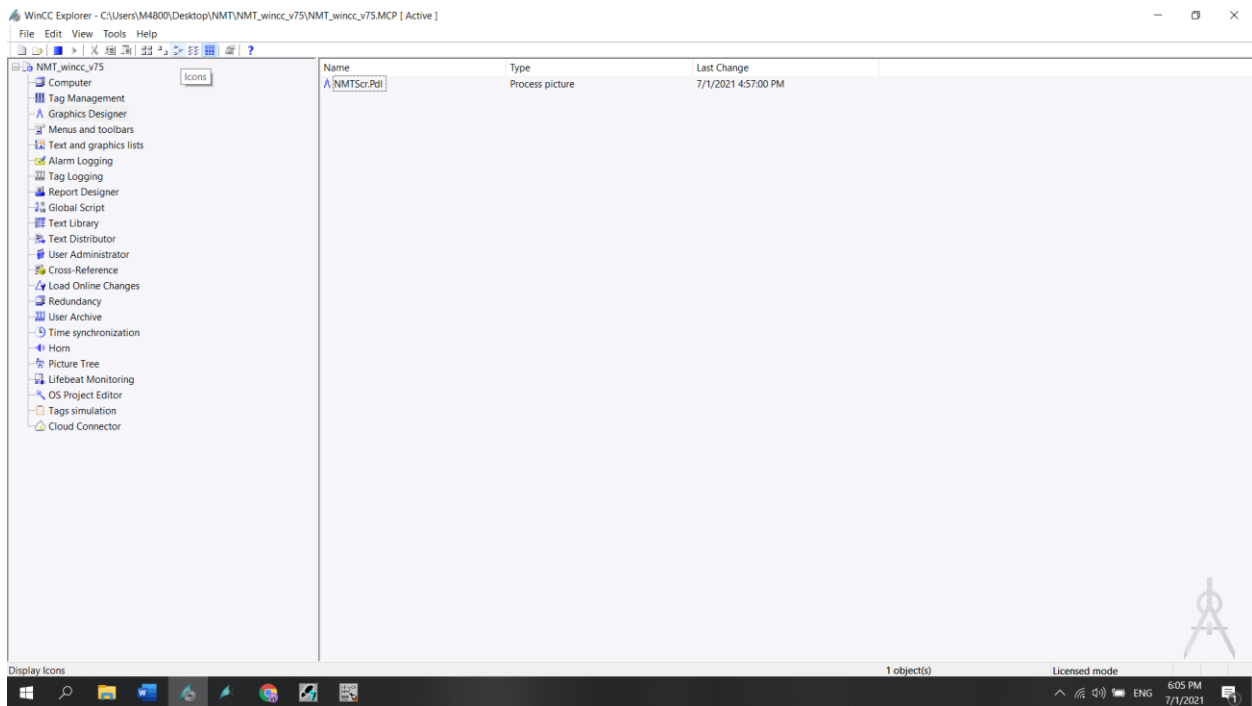 WinCC Explorer - C:\Users\M4800\Desktop\NMT\NMT_wincc_v75\NMT_wincc_v75.MCP [ Active ]
File Edit View Tools Help
NMT_wincc_v75
Icons
Computer
Tag Management
Graphics Designer
Menus and toolbars
Text and graphics lists
Alarm Logging
Tag Logging
Report Designer
Global Script
Text Library
Text Distributor
User Administrator
Cross-Reference
Load Online Changes
Redundancy
User Archive
Time synchronization
Horn
Picture Tree
Lifebeat Monitoring
OS Project Editor
Tags simulation
Cloud Connector
Name Type Last Change
NMTScr.Pdl Process picture 7/1/2021 4:57:00 PM
Display Icons 1 object(s) Licensed mode
ENG 6:05 PM
7/1/2021